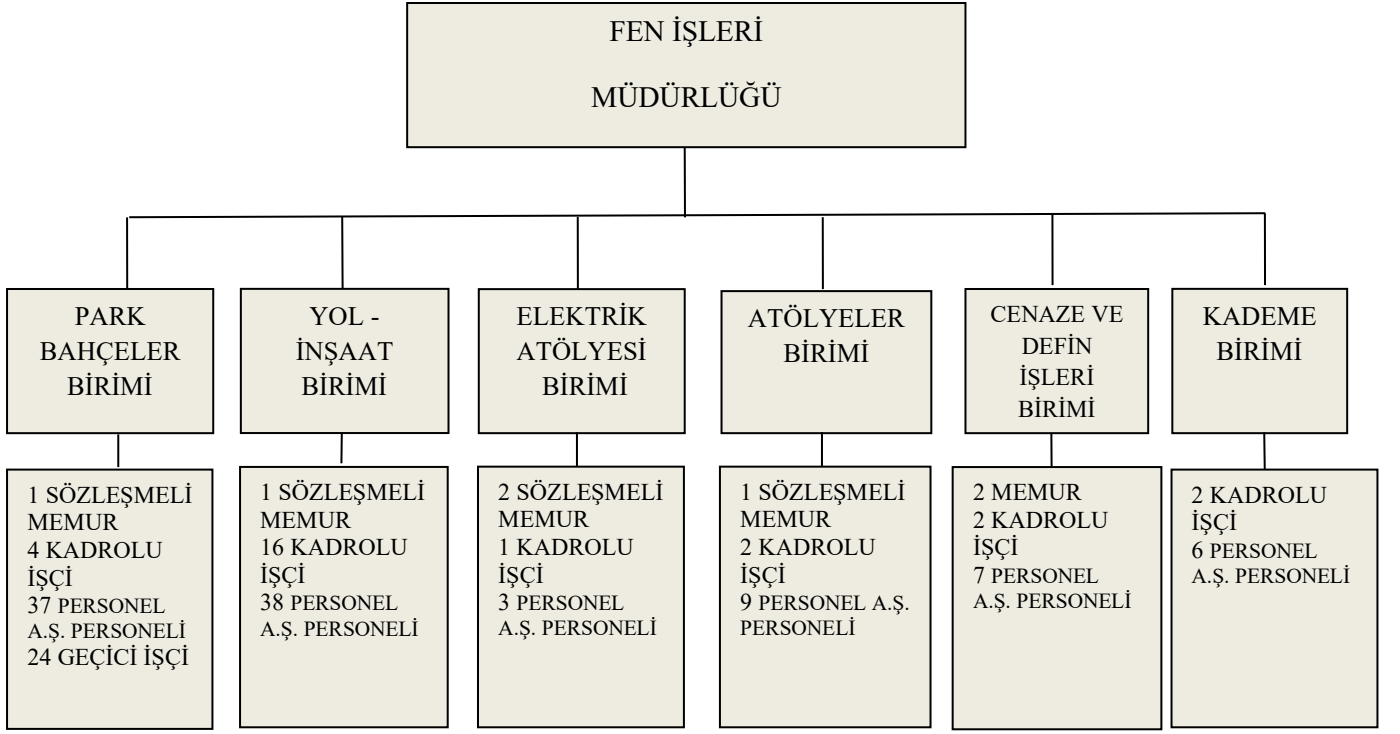 FEN İŞLERİ
MÜDÜRLÜĞÜ
PARK
BAHÇELER
BİRİMİ
YOL -
İNŞAAT
BİRİMİ
ELEKTRİK
ATÖLYESİ
BİRİMİ
ATÖLYELER
BİRİMİ
CENAZE VE
DEFİN
İŞLERİ
BİRİMİ
KADEME
BİRİMİ
1 SÖZLEŞMELİ
MEMUR
4 KADROLU
İŞÇİ
37 PERSONEL
A.Ş. PERSONELİ
24 GEÇİCİ İŞÇİ
1 SÖZLEŞMELİ
MEMUR
16 KADROLU
İŞÇİ
38 PERSONEL
A.Ş. PERSONELİ
2 SÖZLEŞMELİ
MEMUR
1 KADROLU
İŞÇİ
3 PERSONEL
A.Ş. PERSONELİ
1 SÖZLEŞMELİ
MEMUR
2 KADROLU
İŞÇİ
9 PERSONEL A.Ş.
PERSONELİ
2 MEMUR
2 KADROLU
İŞÇİ
7 PERSONEL
A.Ş. PERSONELİ
2 KADROLU
İŞÇİ
6 PERSONEL
A.Ş. PERSONELİ